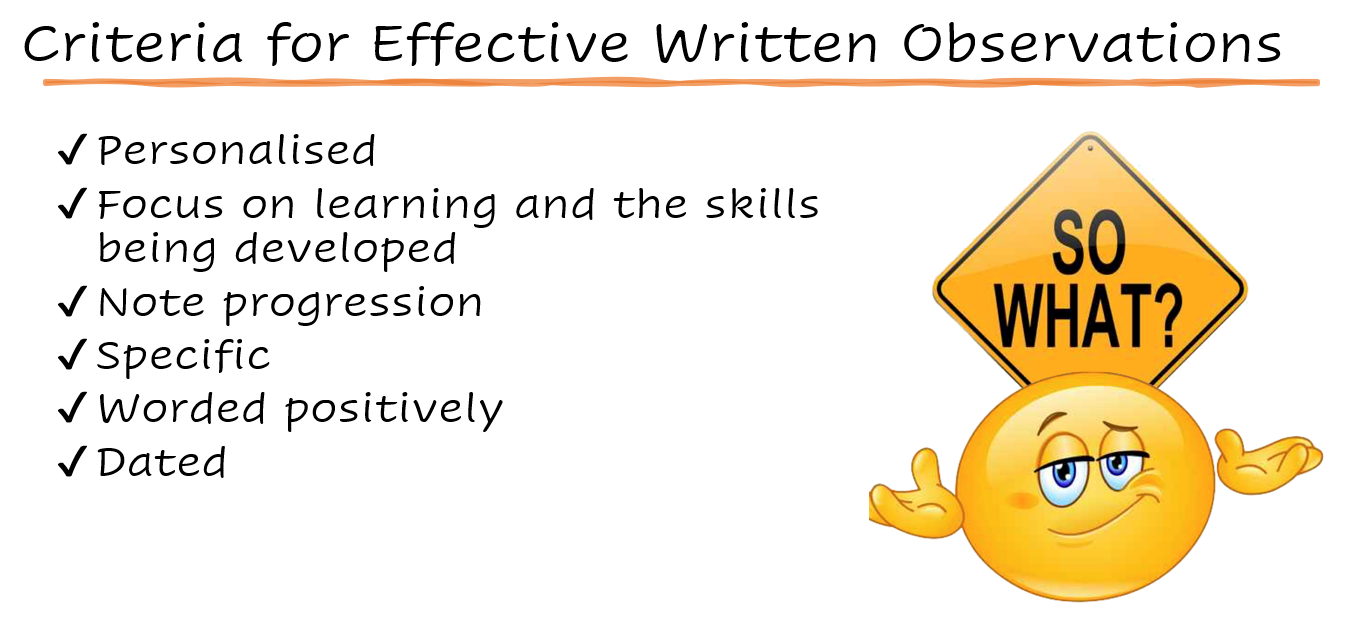 Criteria for Effective Written Observations
✓ Personalised
✓ Focus on learning and the skills
being developed
✓ Note progression
✓ Specific
✓ Worded positively
✓ Dated
SO
WHAT?